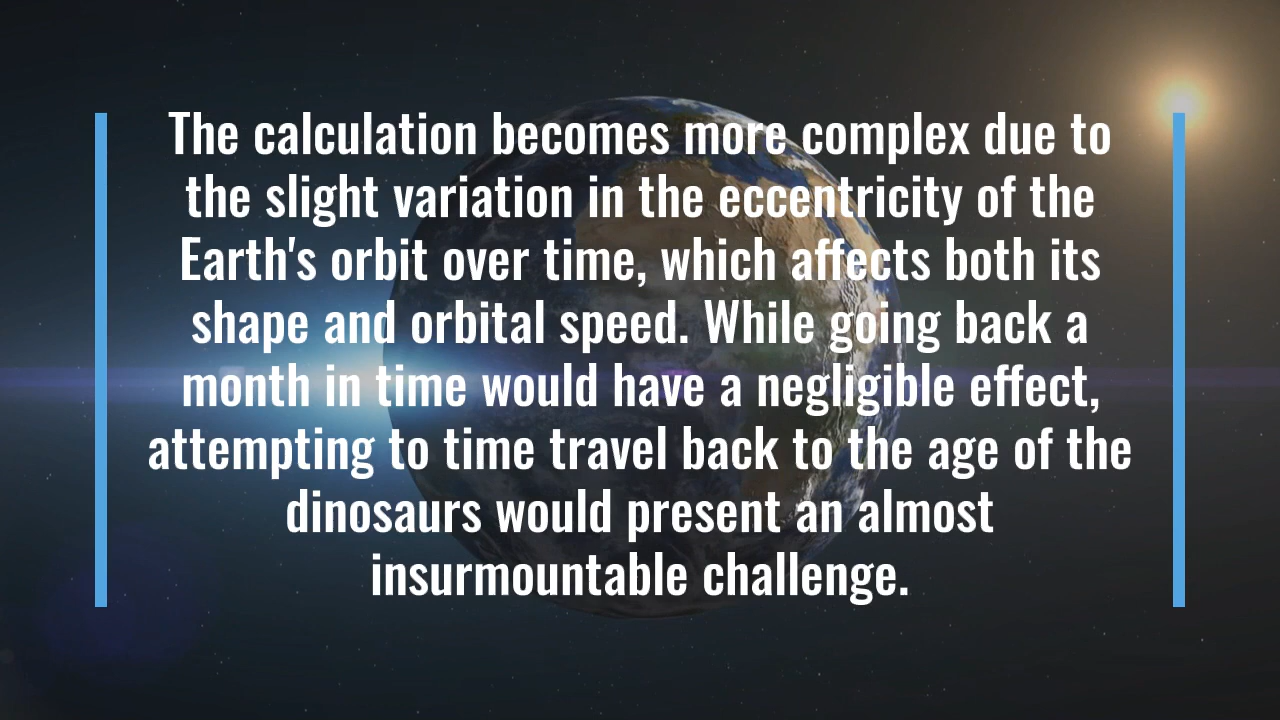 The calculation becomes more complex due to
the slight variation in the eccentricity of the
Earth's orbit over time, which affects both its
shape and orbital speed. While going back a
month in time would have a negligible effect,
attempting to time travel back to the age of the
dinosaurs would present an almost
insurmountable challenge.